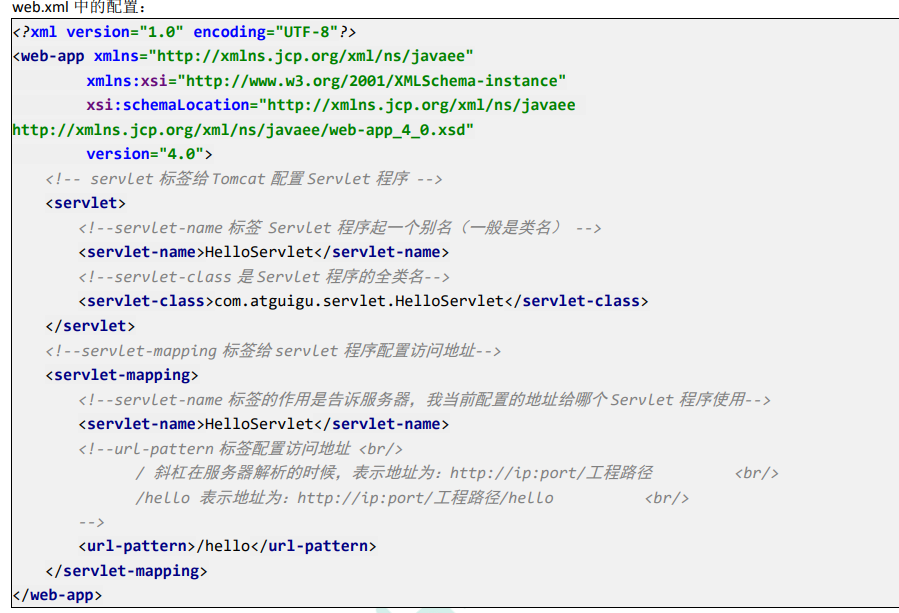 web.xml 中的配置：
<?xml version="1.0" encoding="UTF-8"?>
<web-app xmlns="http://xmlns.jcp.org/xml/ns/javaee"
xmlns:xsi="http://www.w3.org/2001/XMLSchema-instance"
xsi:schemaLocation="http://xmlns.jcp.org/xml/ns/javaee
http://xmlns.jcp.org/xml/ns/javaee/web-app_4_0.xsd"
version="4.0">
<!-- servlet 标签给 Tomcat 配置 Servlet 程序 -->
<servlet>
<!--servlet-name 标签 Servlet 程序起一个别名（一般是类名） -->
<servlet-name>HelloServlet</servlet-name>
<!--servlet-class 是 Servlet 程序的全类名-->
<servlet-class>com.atguigu.servlet.HelloServlet</servlet-class>
</servlet>
<!--servlet-mapping 标签给 servlet 程序配置访问地址-->
<servlet-mapping>
<!--servlet-name 标签的作用是告诉服务器，我当前配置的地址给哪个 Servlet 程序使用-->
<servlet-name>HelloServlet</servlet-name>
<!--url-pattern 标签配置访问地址 <br/>
/ 斜杠在服务器解析的时候，表示地址为：http://ip:port/工程路径 <br/>
/hello 表示地址为：http://ip:port/工程路径/hello <br/>
-->
<url-pattern>/hello</url-pattern>
</servlet-mapping>
</web-app>